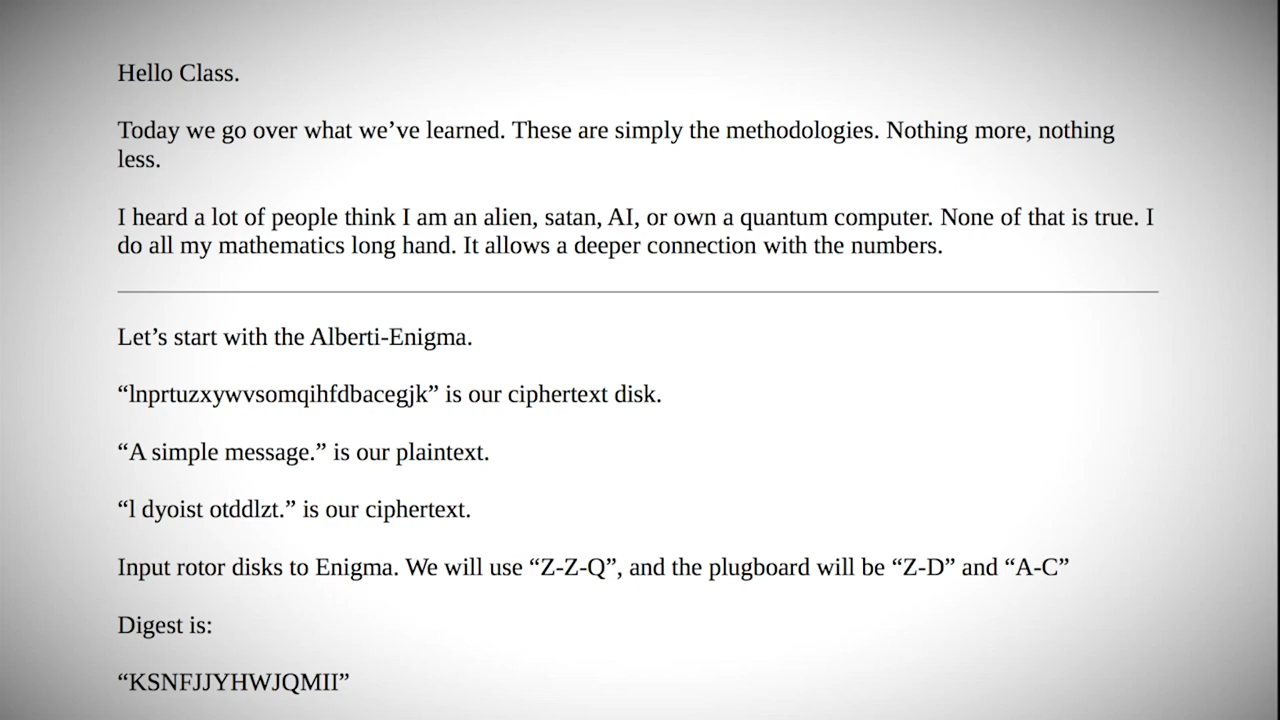 Hello Class.
Today we go over what we’ve learned. These are simply the methodologies. Nothing more, nothing
less.
I heard a lot of people think I am an alien, satan, AI, or own a quantum computer. None of that is true. I
do all my mathematics long hand. It allows a deeper connection with the numbers.
Let’s start with the Alberti-Enigma.
“lnprtuzxywvsomqihfdbacegjk” is our ciphertext disk.
“A simple message.” is our plaintext.
“l dyoist otddlzt.” is our ciphertext.
Input rotor disks to Enigma. We will use “Z-Z-Q”, and the plugboard will be “Z-D” and “A-C”
Digest is:
“KSNFJJYHWJQMII”